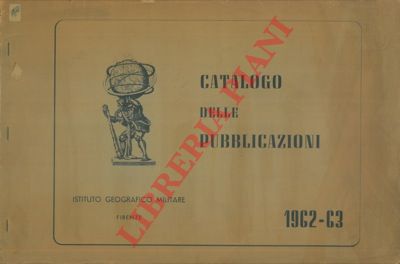 CATALOGO
DELLE
PUBBLICAZIONI
ISTITUTO GEOGRAFICO MILITARE
FIRENZE
1962-63
LIBRERIA PIANI